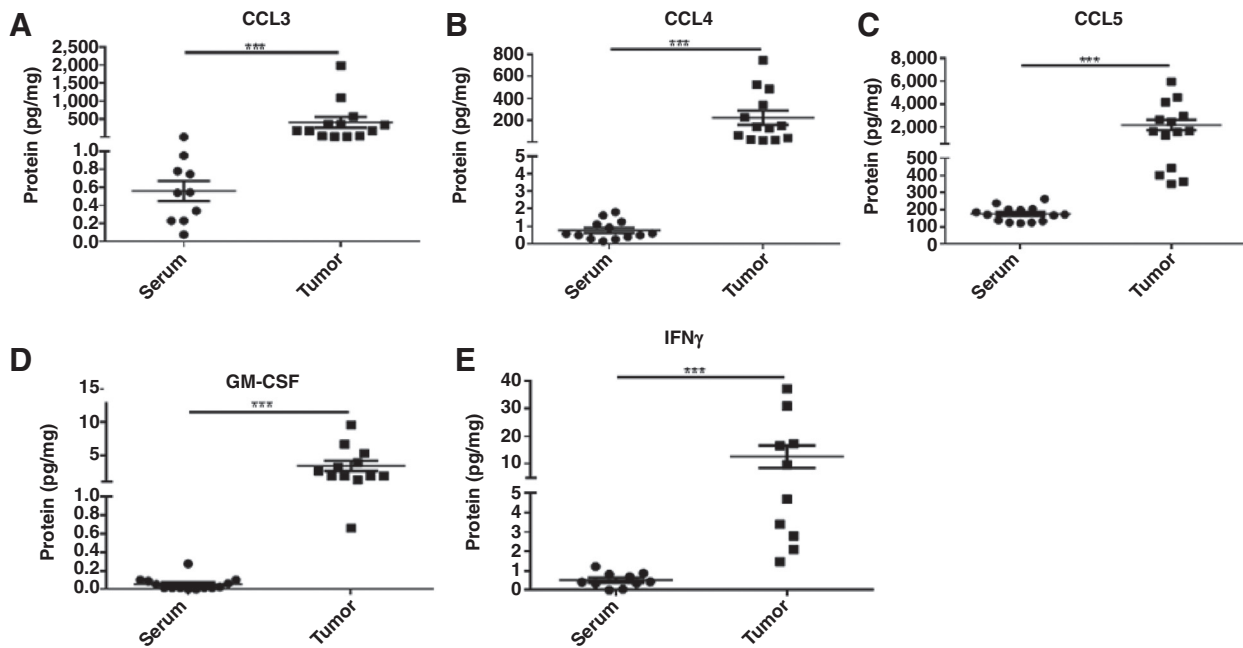 A
CCL3
***
Protein (pg/mg)
2,500
2,000
1,500
1,000
500
1.0
0.8
0.6
0.4
0.2
0.0
Serum
Tumor
B
CCL4
***
Protein (pg/mg)
800
600
400
200
5
4
3
2
1
0
Serum
Tumor
C
CCL5
***
Protein (pg/mg)
8,000
6,000
4,000
2,000
500
400
300
200
100
0
Serum
Tumor
D
GM-CSF
***
Protein (pg/mg)
15
10
5
1.0
0.8
0.6
0.4
0.2
0.0
Serum
Tumor
E
IFNγ
***
Protein (pg/mg)
40
30
20
10
5
4
3
2
1
0
Serum
Tumor